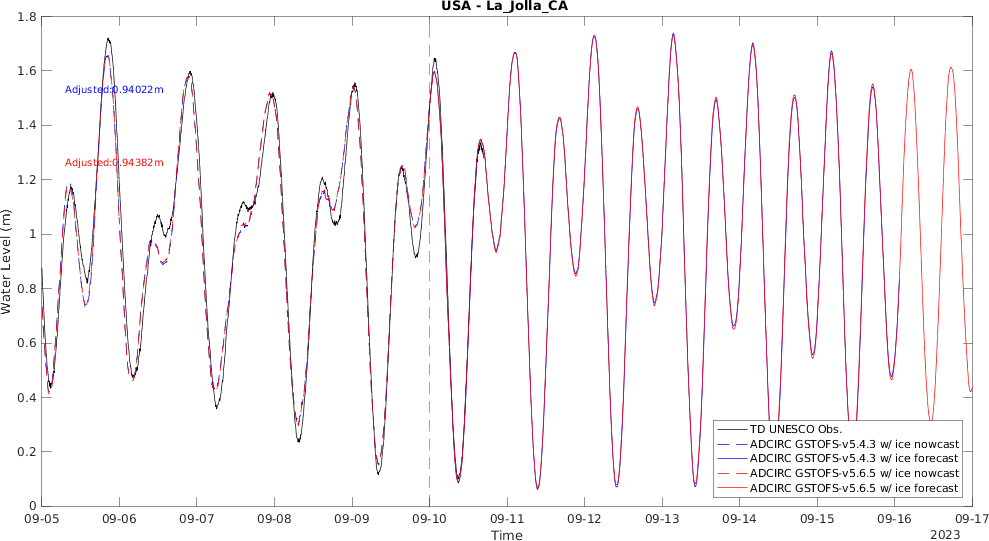 USA - La_Jolla_CA
1.8
1.6
Adjusted:0.94022m
1.4
Adjusted:0.94382m
1.2
Water Level (m)
1
0.8
0.6
0.4
TD UNESCO Obs.
ADCIRC GSTOFS-v5.4.3 w/ ice nowcast
ADCIRC GSTOFS-v5.4.3 w/ ice forecast
ADCIRC GSTOFS-v5.6.5 w/ ice nowcast
ADCIRC GSTOFS-v5.6.5 w/ ice forecast
0.2
0
09-05 09-06 09-07 09-08 09-09 09-10 09-11 09-12 09-13 09-14 09-15 09-16 09-17
Time
2023